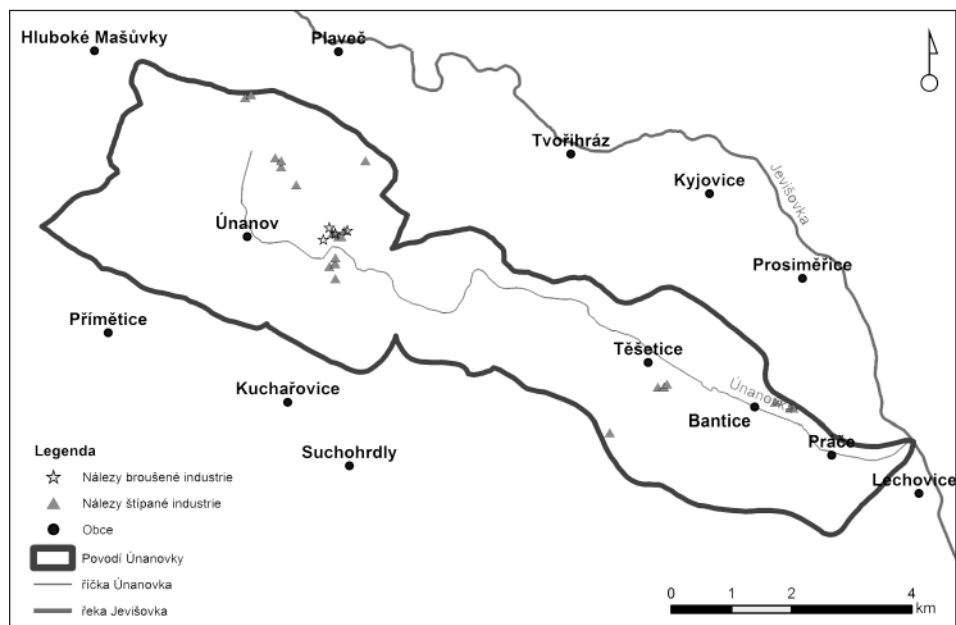 Hluboké Mašůvky
Plaveč
Tvořihráz
Kyjovice
Jevišovka
Únanov
Prosiměřice
Přímětice
Těšetice
Kuchařovice
Únanovka
Bantice
Práče
Suchohrdly
Lechovice
Legenda
Nálezy broušené industrie
Nálezy štípané industrie
Obce
Povodí Únanovky
říčka Únanovka
řeka Jevišovka
0 1 2 4
km